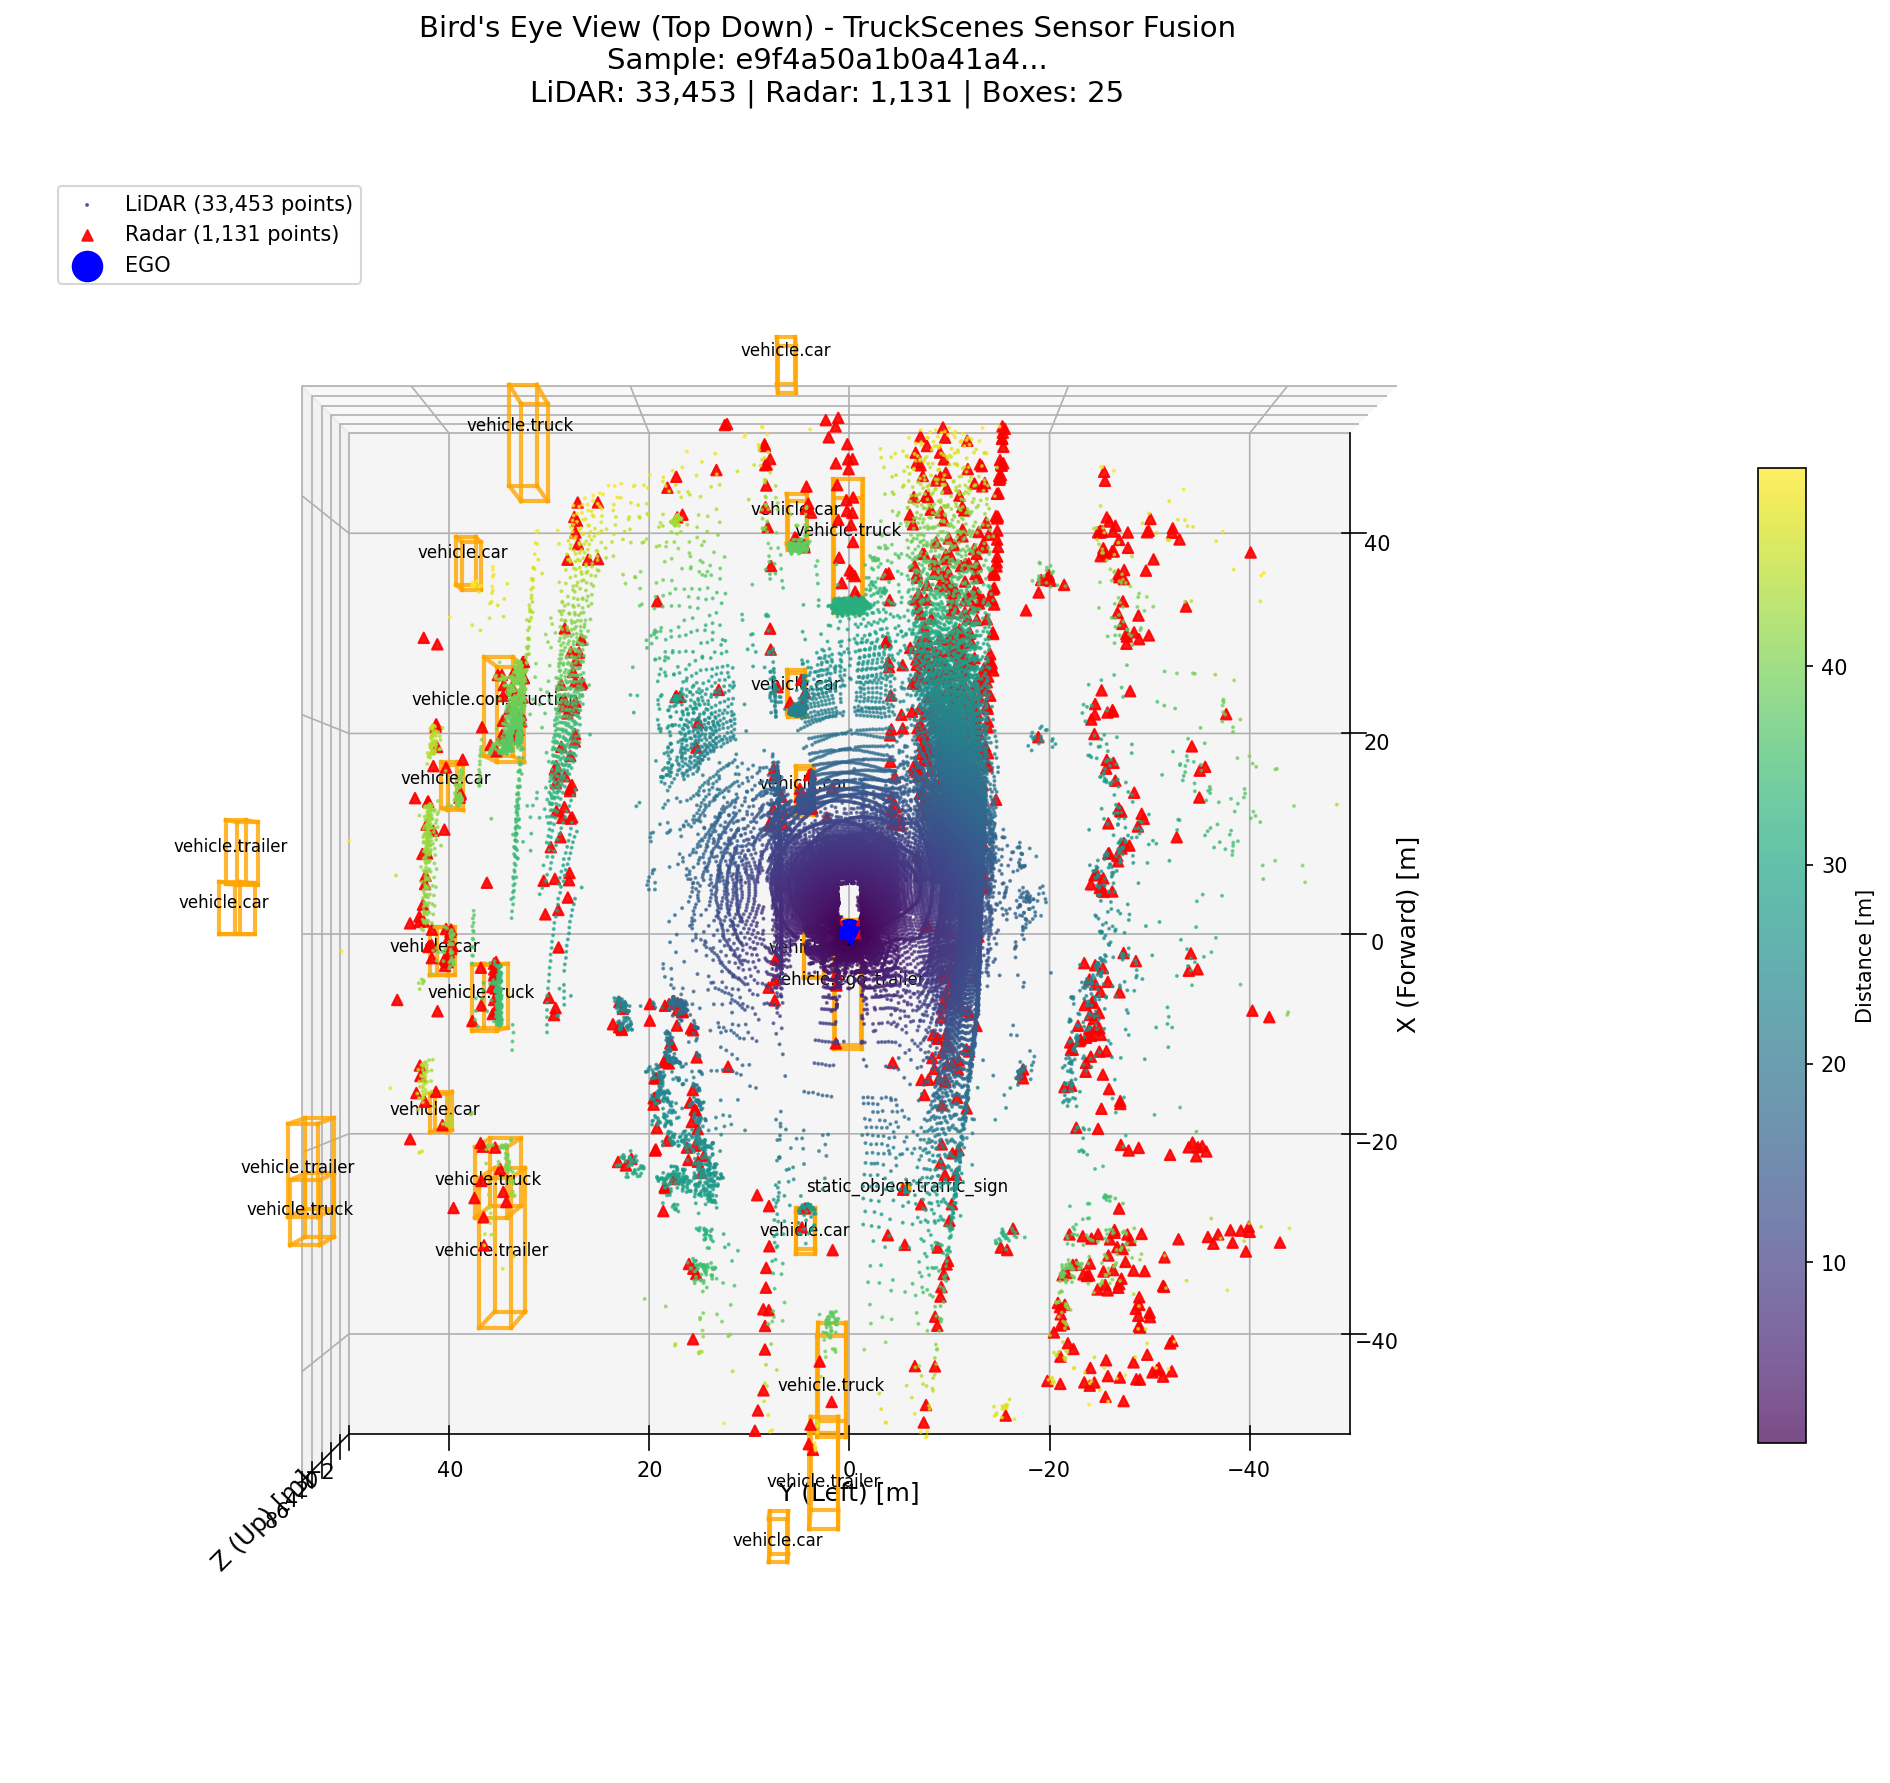 Bird's Eye View (Top Down) - TruckScenes Sensor Fusion
Sample: e9f4a50a1b0a41a4...
LiDAR: 33,453 | Radar: 1,131 | Boxes: 25
LiDAR (33,453 points)
Radar (1,131 points)
EGO
vehicle.car
vehicle.truck
vehicle.car
vehicle.truck
vehicle.car
vehicle.car
vehicle.construction
vehicle.car
vehicle.car
vehicle.trailer
vehicle.car
vehicle.car
vehicle.ego_trailer
vehicle.truck
vehicle.car
vehicle.trailer
vehicle.truck
static_object.traffic_sign
vehicle.truck
vehicle.car
vehicle.trailer
vehicle.truck
vehicle.trailer
vehicle.car
40
20
0
−20
−40
X (Forward) [m]
40
20
0
−20
−40
Y (Left) [m]
Z (Up) [m]
40
30
20
10
Distance [m]